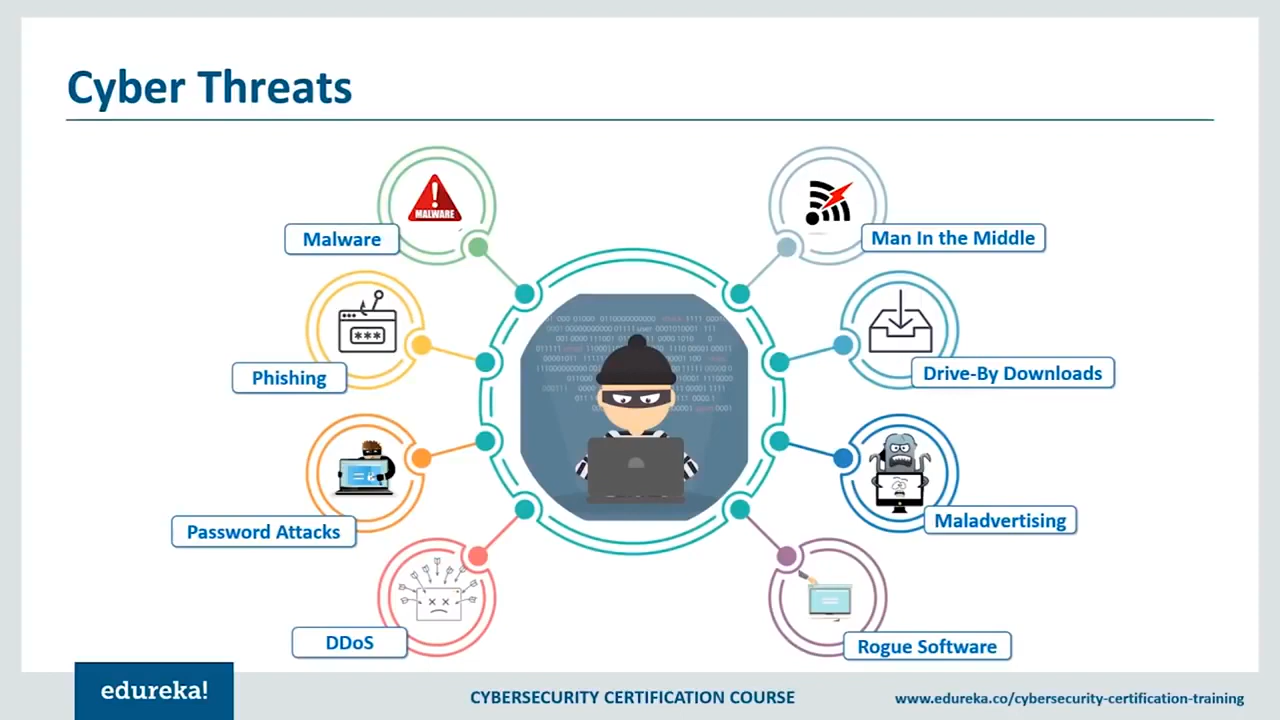 Cyber Threats
MALWARE
Malware
Man In the Middle
***
Phishing
Drive-By Downloads
Password Attacks
Maladvertising
DDoS
Rogue Software
edureka!
CYBERSECURITY CERTIFICATION COURSE
www.edureka.co/cybersecurity-certification-training